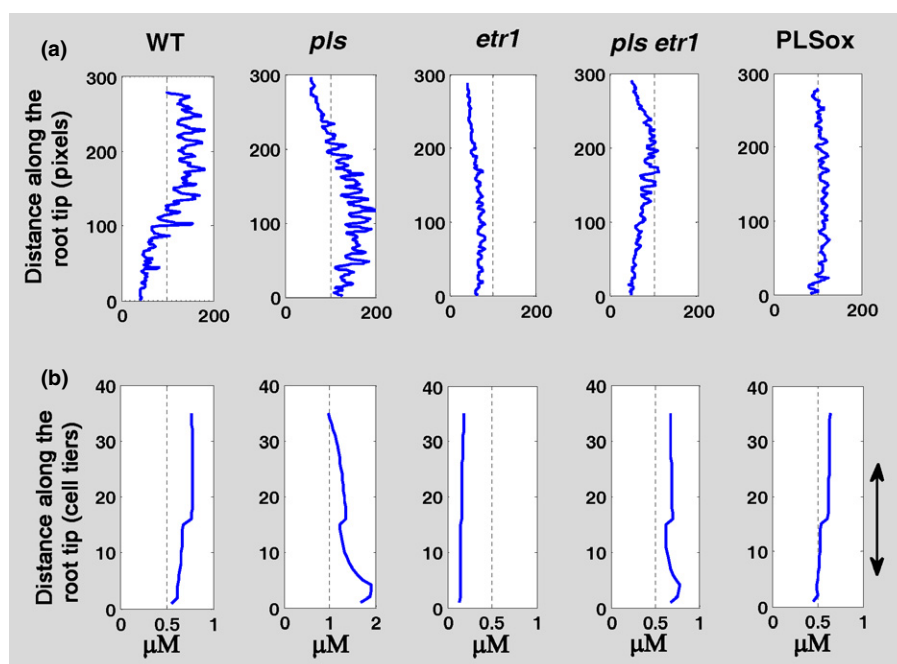 (a) WT pls etr1 pls etr1 PLSox
Distance along the
root tip (pixels)
300 300 300 300 300
200 200 200 200 200
100 100 100 100 100
0 0 0 0 0
0 200 0 200 0 200 0 200 0 200
(b)
Distance along the
root tip (cell tiers)
40 40 40 40 40
30 30 30 30 30
20 20 20 20 20
10 10 10 10 10
0 0 0 0 0
0 0.5 1 0 1 2 0 0.5 1 0 0.5 1 0 0.5 1
μM μM μM μM μM